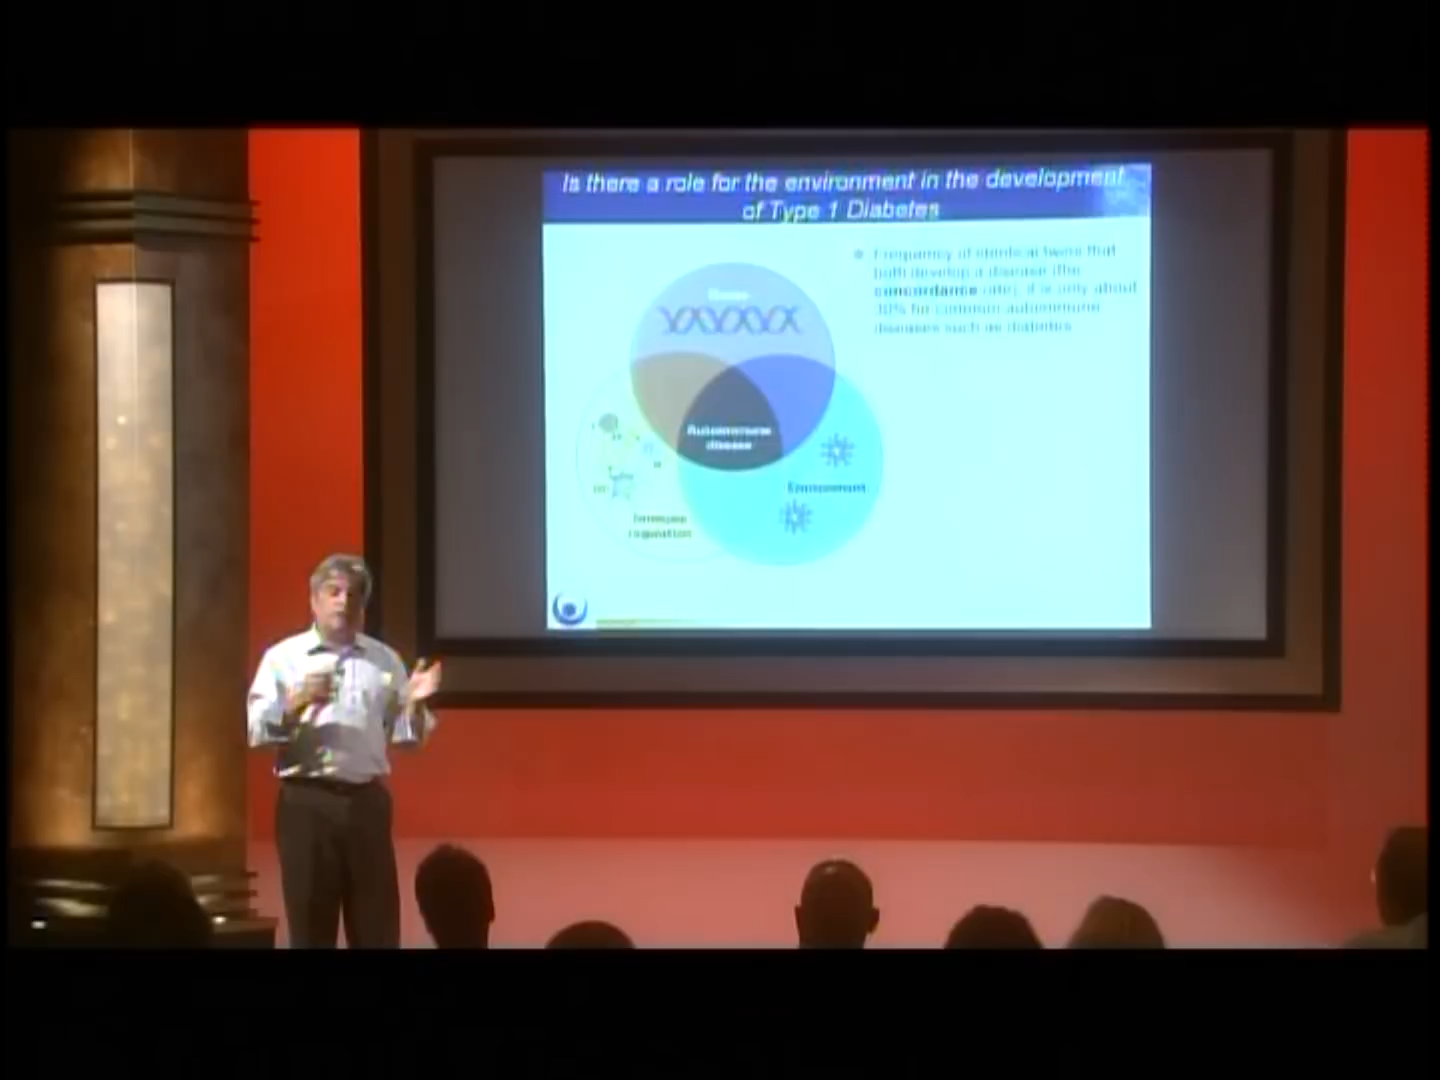 Is there a role for the environment in the development
of Type 1 Diabetes
Frequency of identical twins that
both develop a disease (the
concordance rate), it is only about
30% for common autoimmune
diseases such as diabetes
Genes
Autoimmune
disease
Environment
Immune
regulation